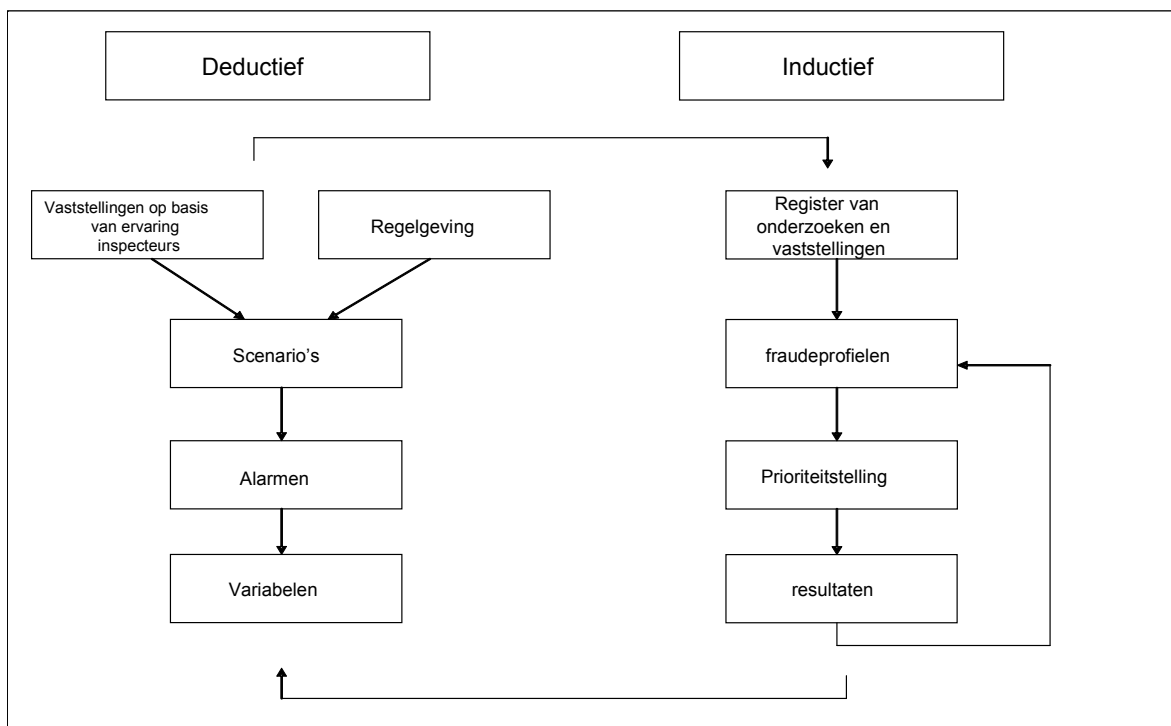 Deductief
Inductief
Vaststellingen op basis
van ervaring
inspecteurs
Regelgeving
Register van
onderzoeken en
vaststellingen
Scenario's
fraudeprofielen
Alarmen
Prioriteitstelling
Variabelen
resultaten